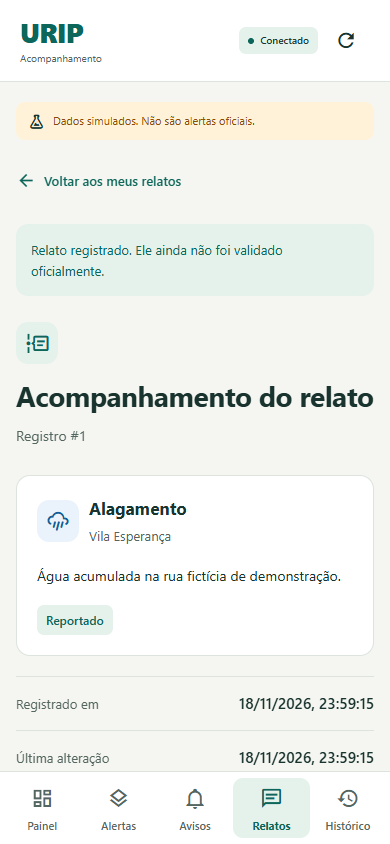 URIP
Acompanhamento
Conectado
Dados simulados. Não são alertas oficiais.
Voltar aos meus relatos
Relato registrado. Ele ainda não foi validado
oficialmente.
Acompanhamento do relato
Registro #1
Alagamento
Vila Esperança
Água acumulada na rua fictícia de demonstração.
Reportado
Registrado em 18/11/2026, 23:59:15
Última alteração 18/11/2026, 23:59:15
Painel Alertas Avisos Relatos Histórico